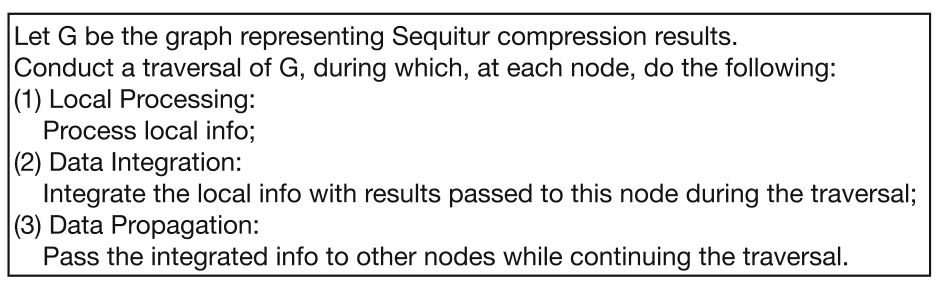 Let G be the graph representing Sequitur compression results.
Conduct a traversal of G, during which, at each node, do the following:
(1) Local Processing:
Process local info;
(2) Data Integration:
Integrate the local info with results passed to this node during the traversal;
(3) Data Propagation:
Pass the integrated info to other nodes while continuing the traversal.